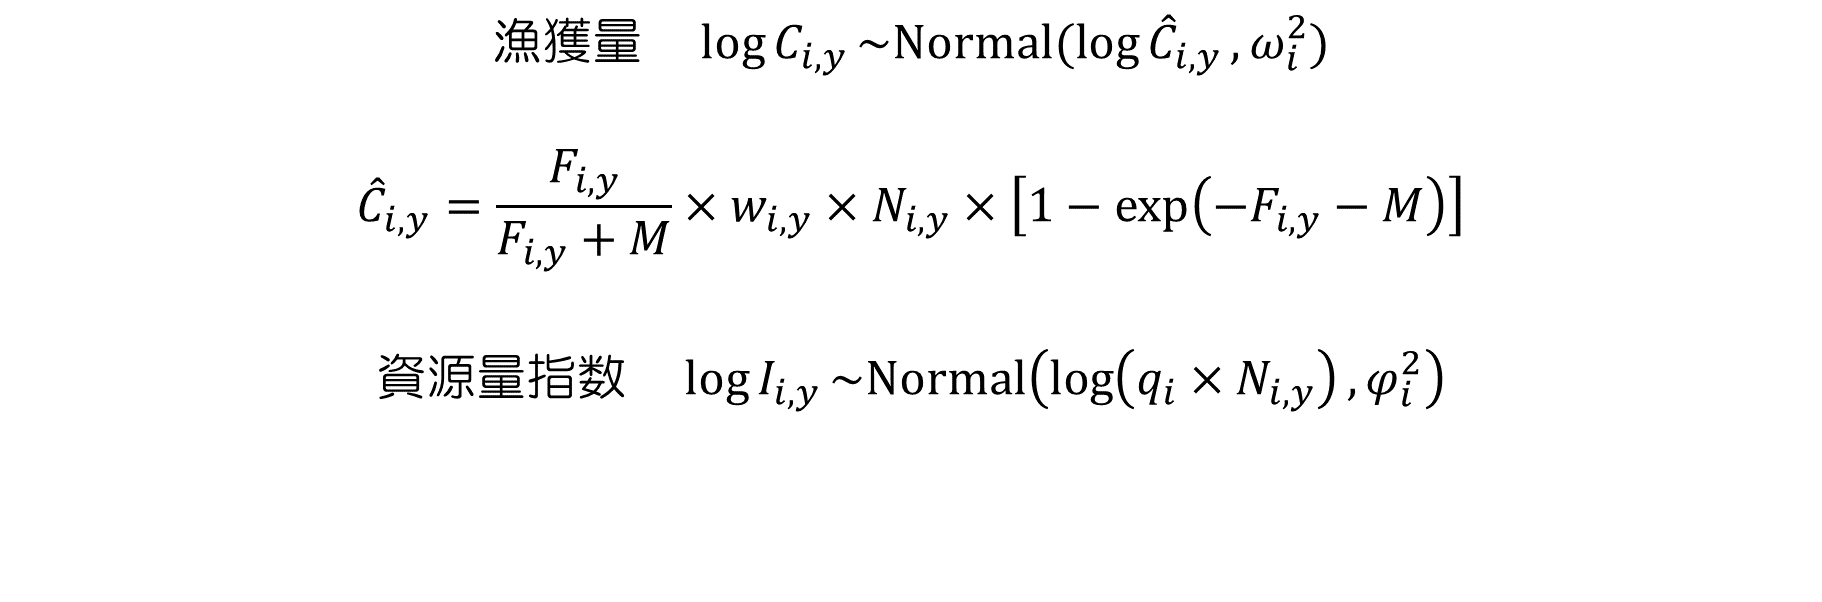 漁獲量 log C_{i,y} ~Normal(log Ĉ_{i,y} , ω_i^2)
Ĉ_{i,y} = \frac{F_{i,y}}{F_{i,y} + M} × w_{i,y} × N_{i,y} × [1 − exp(−F_{i,y} − M)]
資源量指数 log I_{i,y} ~Normal(log(q_i × N_{i,y}) , φ_i^2)